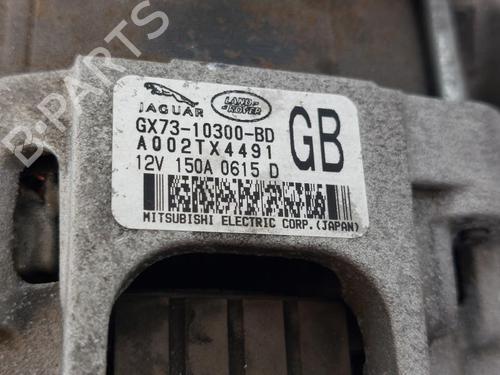 JAGUAR
LAND ROVER
GX73-10300-BD
A002TX4491
12V 150A 0615 D
GB
MITSUBISHI ELECTRIC CORP.(JAPAN)
B-Parts